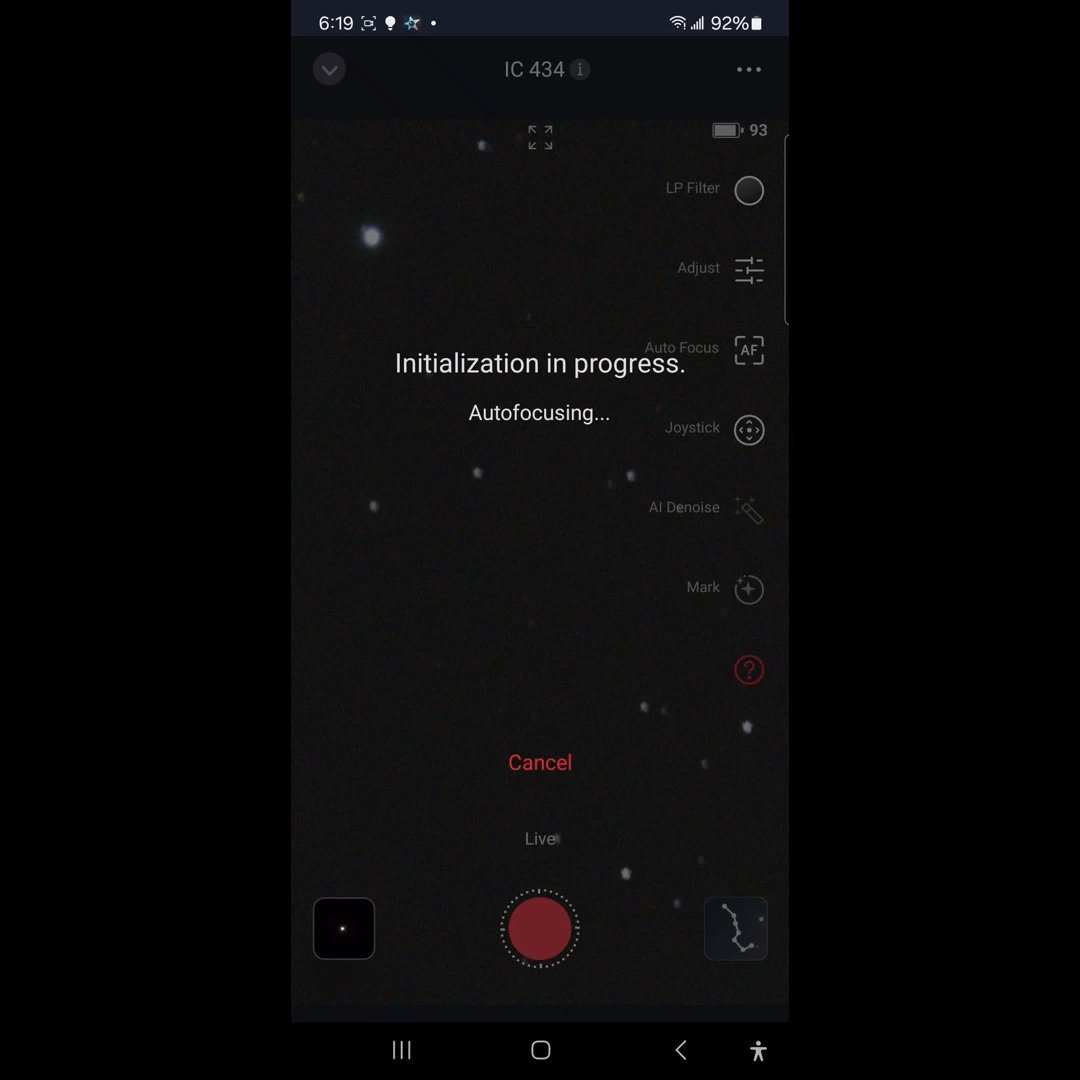 6:19
92%
IC 434 i
93
LP Filter
Adjust
Auto Focus
AF
Initialization in progress.
Autofocusing...
Joystick
AI Denoise
Mark
?
Cancel
Live